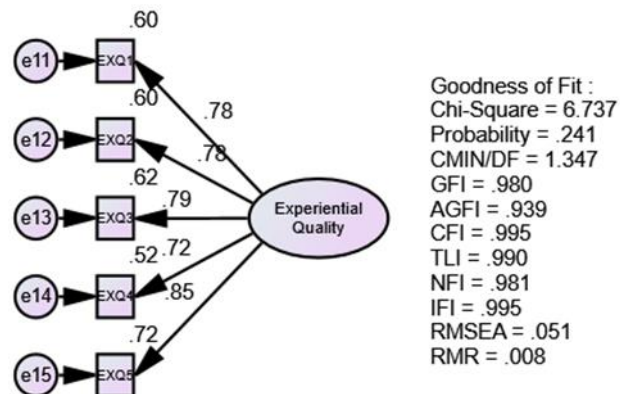 .60
e11 EXQ1
.60
.78
e12 EXQ2
.78
.62
e13 EXQ3
.79
Experiential
Quality
.52 .72
e14 EXQ4
.85
.72
e15 EXQ5
Goodness of Fit :
Chi-Square = 6.737
Probability = .241
CMIN/DF = 1.347
GFI = .980
AGFI = .939
CFI = .995
TLI = .990
NFI = .981
IFI = .995
RMSEA = .051
RMR = .008